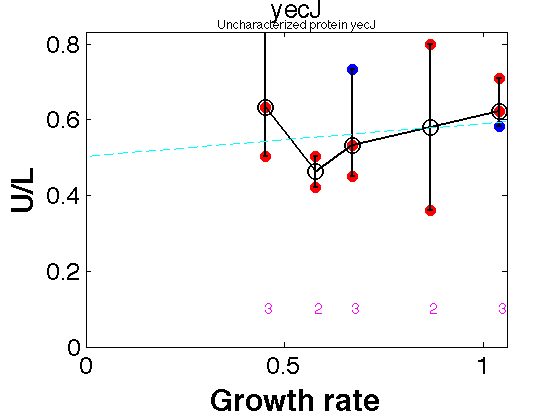 yecJ
Uncharacterized protein yecJ
0.8
0.6
0.4
0.2
0
U/L
3 2 3 2 3
0 0.5 1
Growth rate